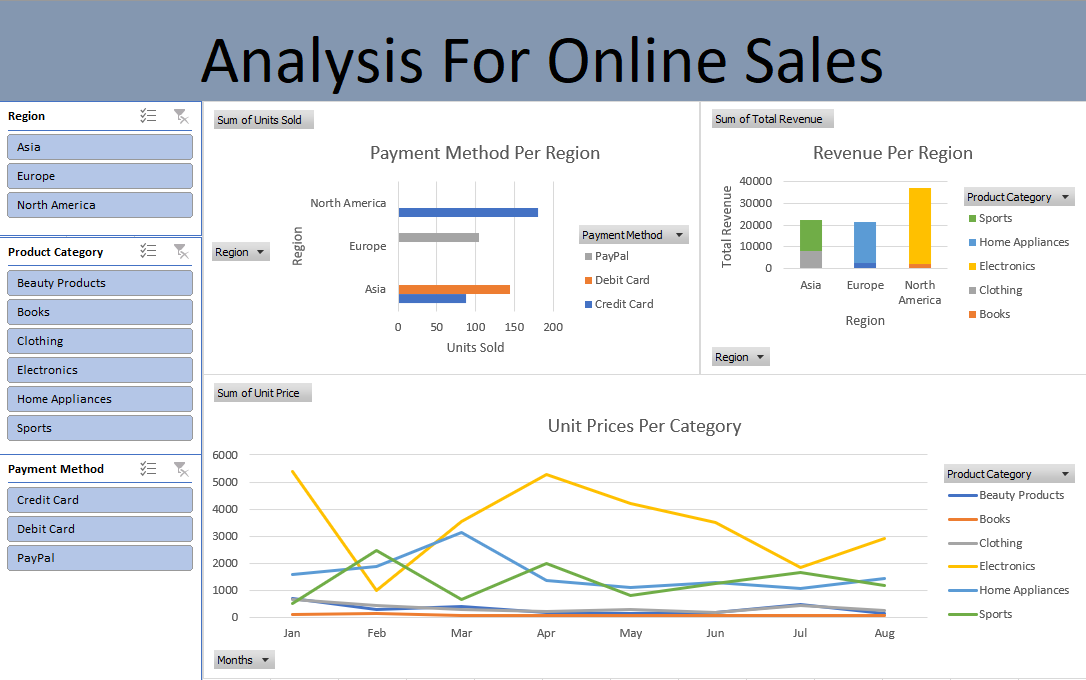 Analysis For Online Sales
Region
Asia
Europe
North America
Product Category
Beauty Products
Books
Clothing
Electronics
Home Appliances
Sports
Payment Method
Credit Card
Debit Card
PayPal
Sum of Units Sold
Payment Method Per Region
North America
Europe
Asia
Region
Region
0 50 100 150 200
Units Sold
Payment Method
PayPal
Debit Card
Credit Card
Sum of Total Revenue
Revenue Per Region
Total Revenue
40000
30000
20000
10000
0
Asia Europe North
America
Region
Region
Product Category
Sports
Home Appliances
Electronics
Clothing
Books
Sum of Unit Price
Unit Prices Per Category
6000
5000
4000
3000
2000
1000
0
Jan Feb Mar Apr May Jun Jul Aug
Months
Product Category
Beauty Products
Books
Clothing
Electronics
Home Appliances
Sports